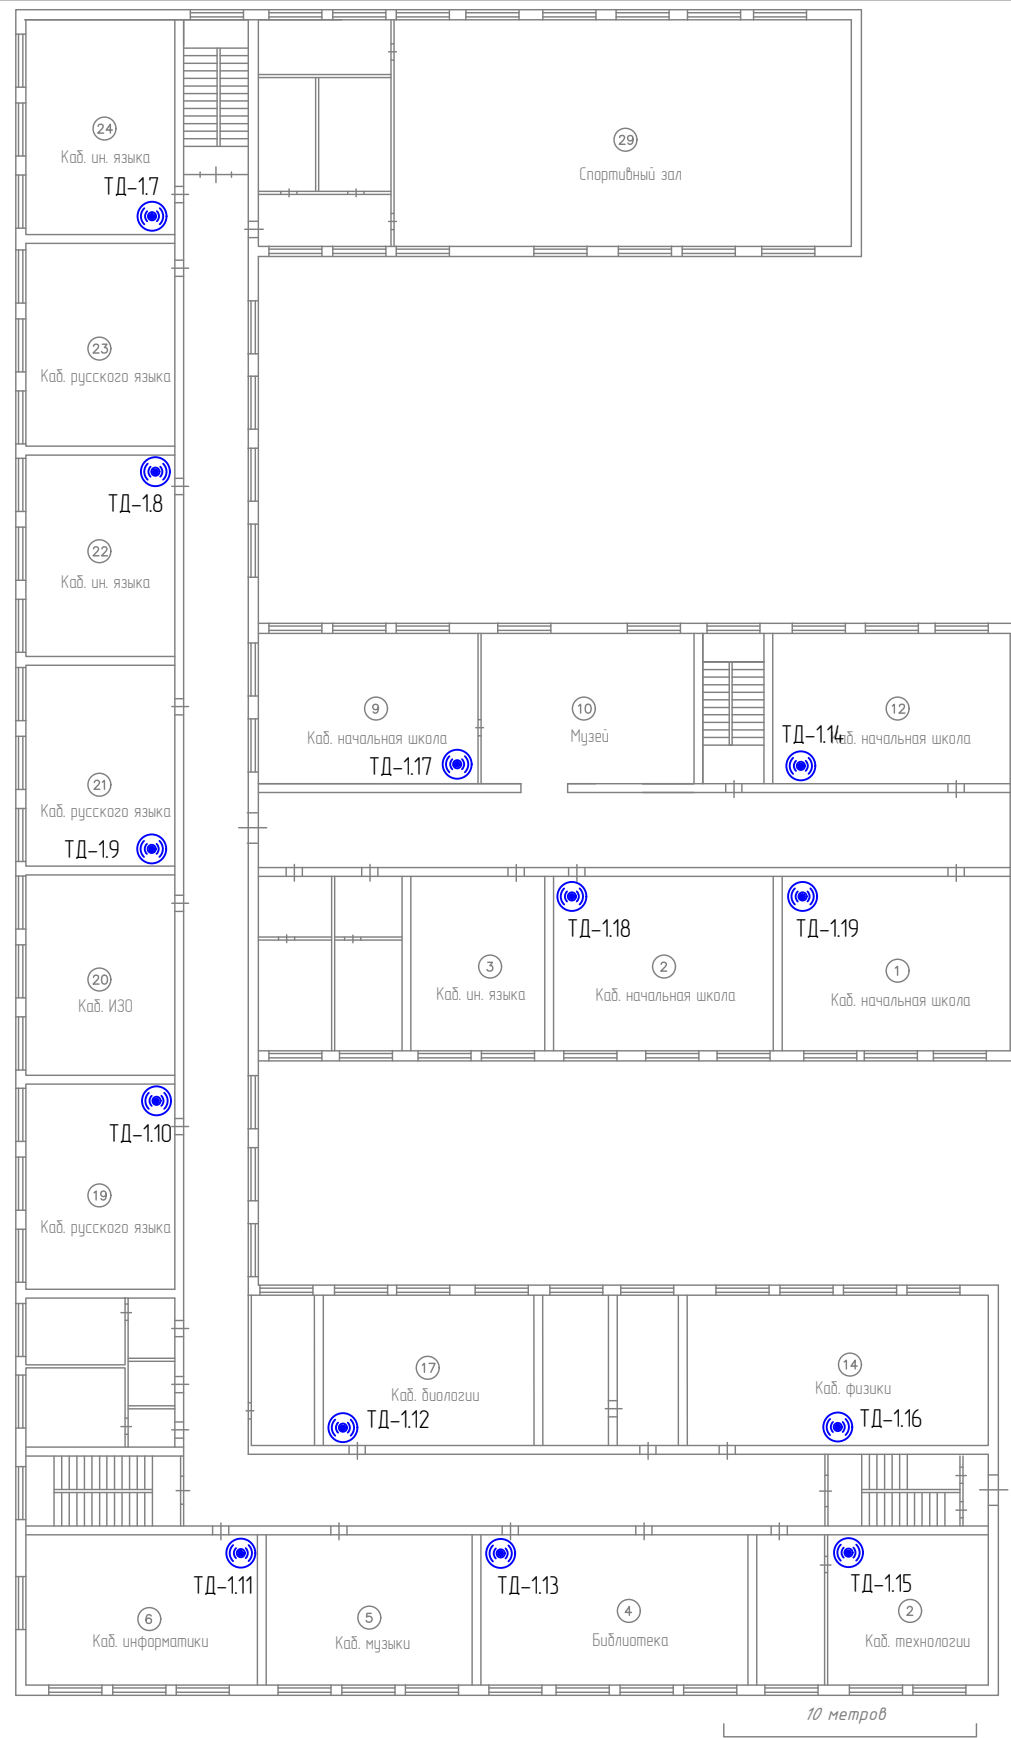 24
Каб. ин. языка
ТД-1.7
29
Спортивный зал
23
Каб. русского языка
ТД-1.8
22
Каб. ин. языка
9
Каб. начальная школа
ТД-1.17
10
Музей
12
ТД-1.14
Каб. начальная школа
21
Каб. русского языка
ТД-1.9
ТД-1.18
ТД-1.19
20
Каб. ИЗО
3
Каб. ин. языка
2
Каб. начальная школа
1
Каб. начальная школа
ТД-1.10
19
Каб. русского языка
17
Каб. биологии
ТД-1.12
14
Каб. физики
ТД-1.16
ТД-1.11
6
Каб. информатики
5
Каб. музыки
ТД-1.13
4
Библиотека
ТД-1.15
2
Каб. технологии
10 метров